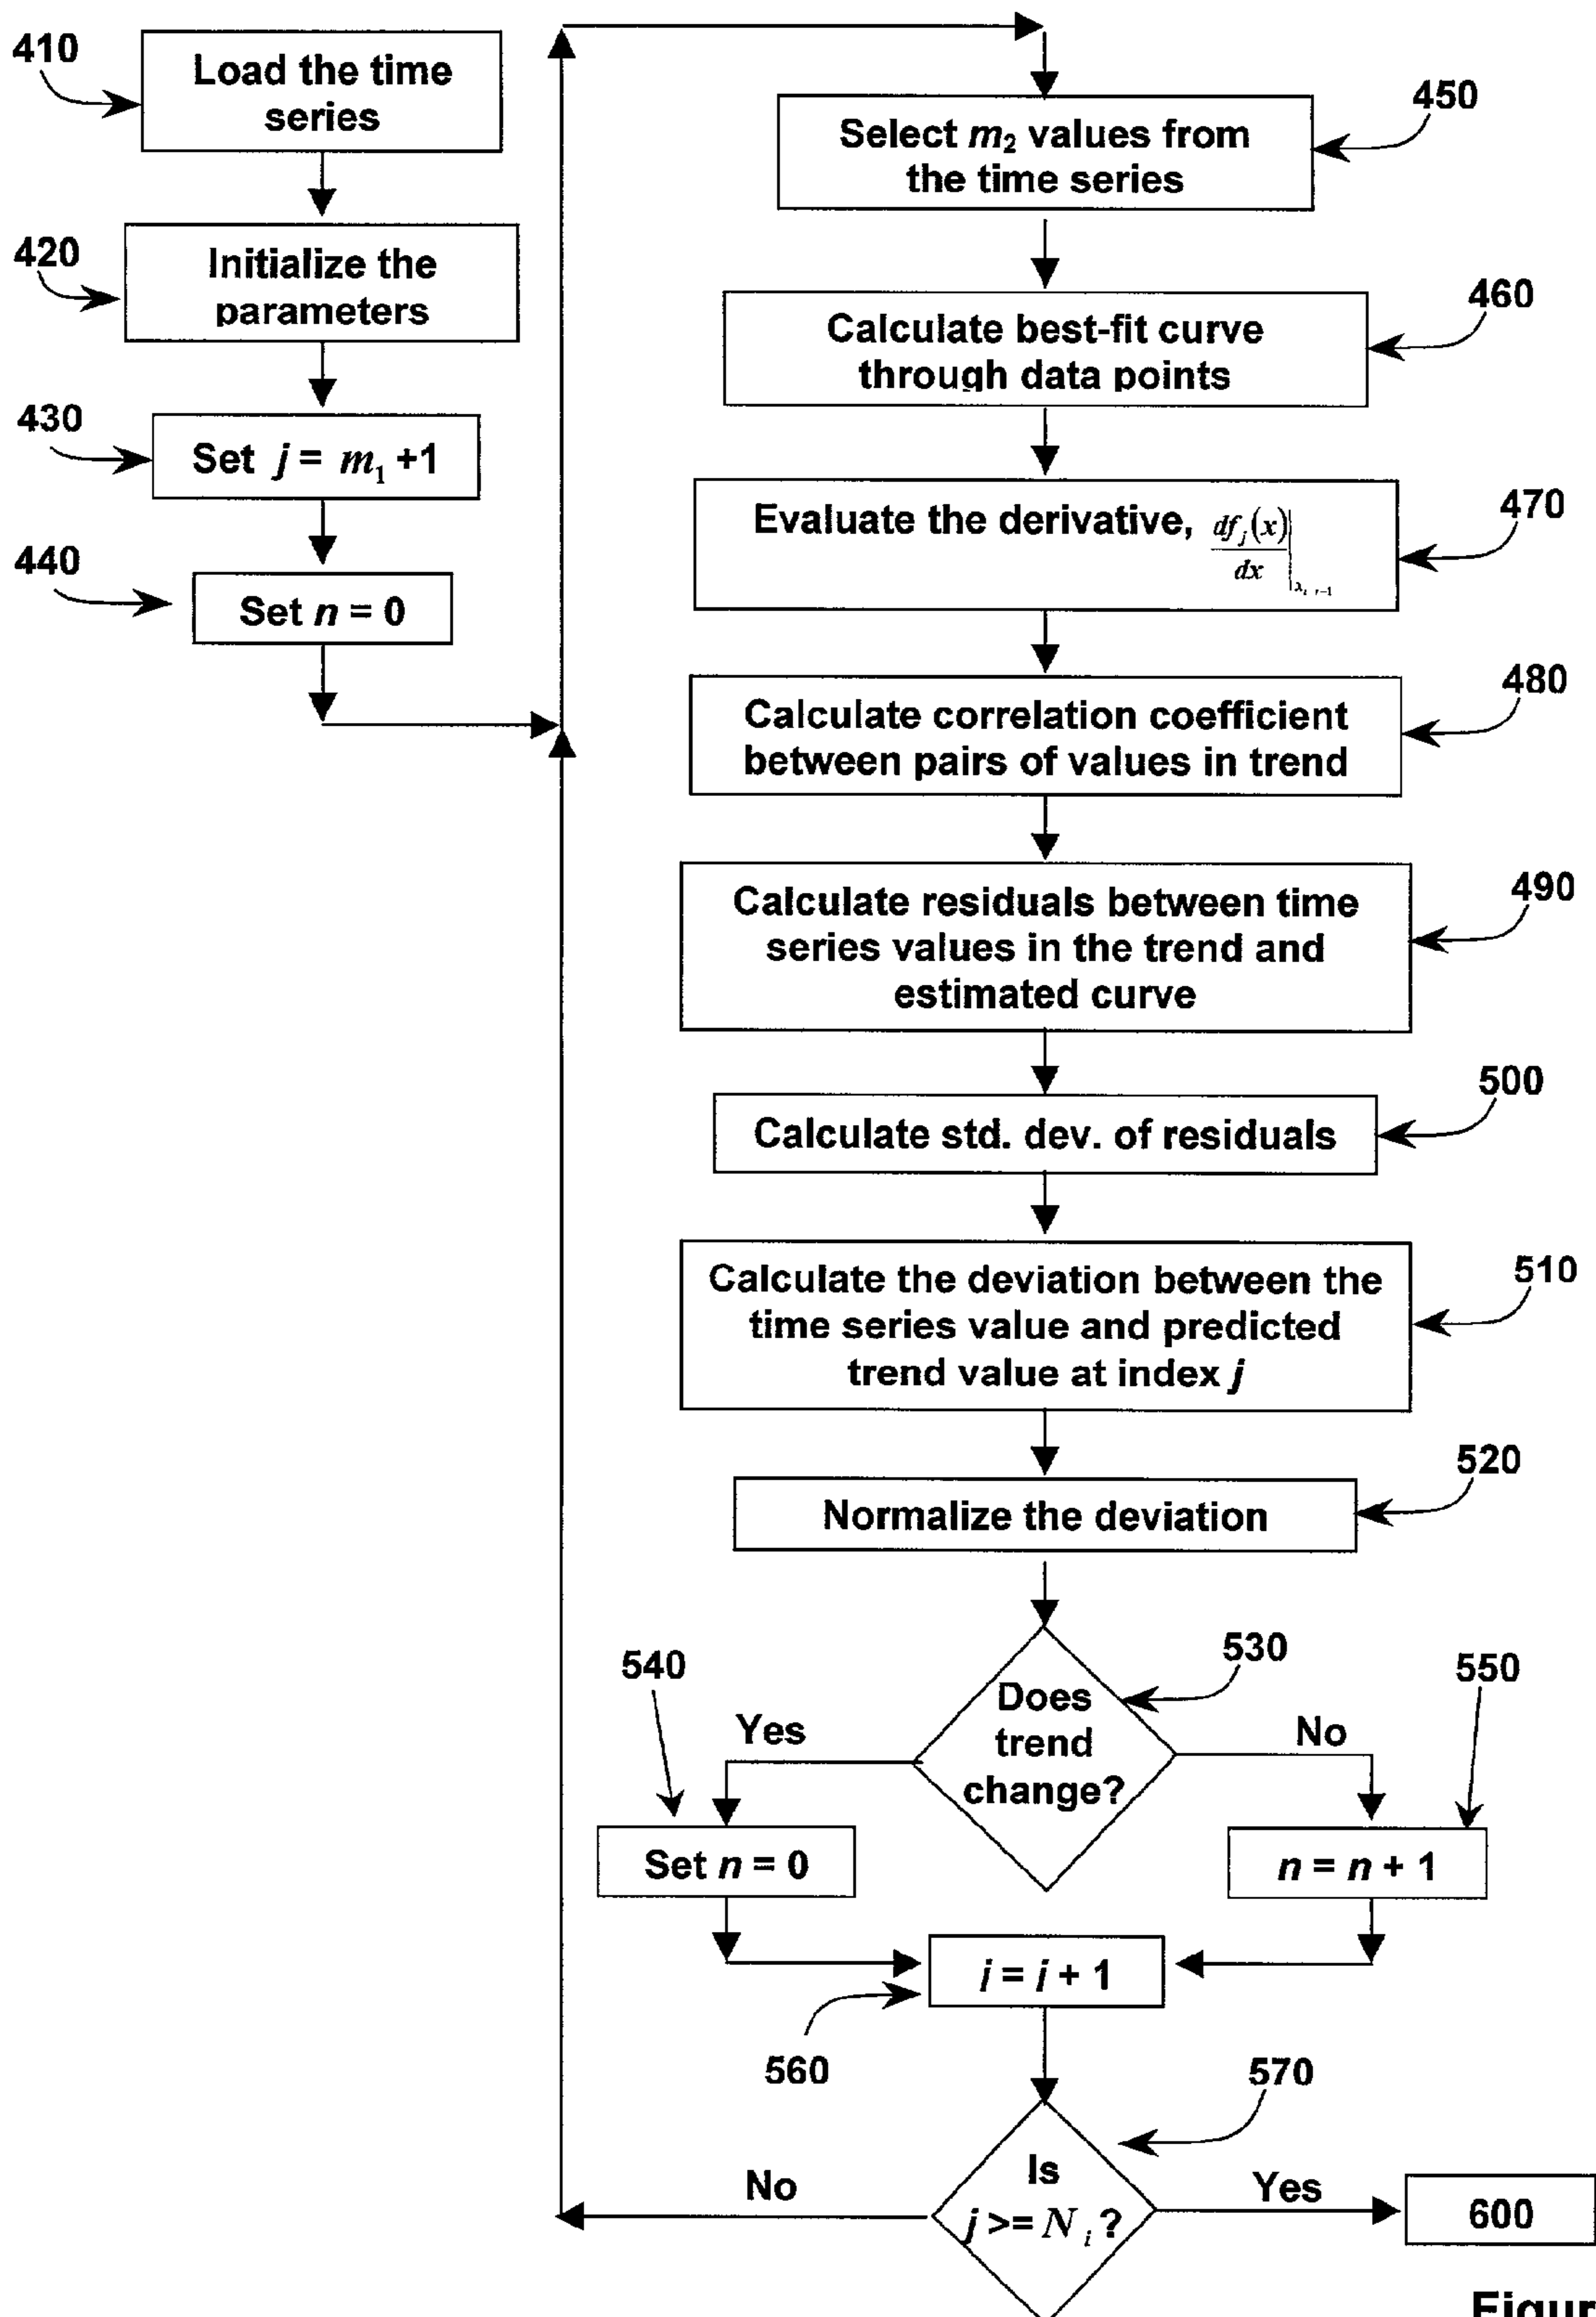 410
Load the time
series
420
Initialize the
parameters
430
Set j = m₁ +1
440
Set n = 0
450
Select m₂ values from
the time series
460
Calculate best-fit curve
through data points
470
Evaluate the derivative, df_j(x)/dx|
480
Calculate correlation coefficient
between pairs of values in trend
490
Calculate residuals between time
series values in the trend and
estimated curve
500
Calculate std. dev. of residuals
510
Calculate the deviation between the
time series value and predicted
trend value at index j
520
Normalize the deviation
530
Does
trend
change?
Yes
No
540
Set n = 0
550
n = n + 1
560
j = j + 1
570
Is
j >= N_i ?
No
Yes
600